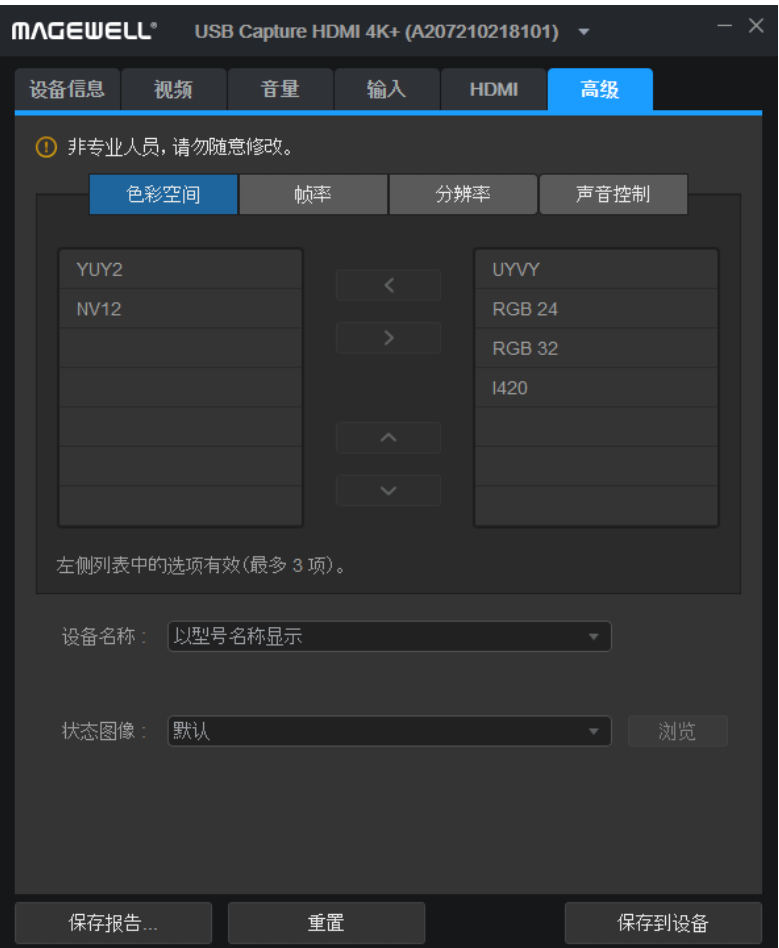 MAGEWELL® USB Capture HDMI 4K+ (A207210218101)
设备信息 视频 音量 输入 HDMI 高级
非专业人员，请勿随意修改。
色彩空间 帧率 分辨率 声音控制
YUY2
NV12
UYVY
RGB 24
RGB 32
I420
左侧列表中的选项有效(最多 3 项)。
设备名称： 以型号名称显示
状态图像： 默认 浏览
保存报告... 重置 保存到设备